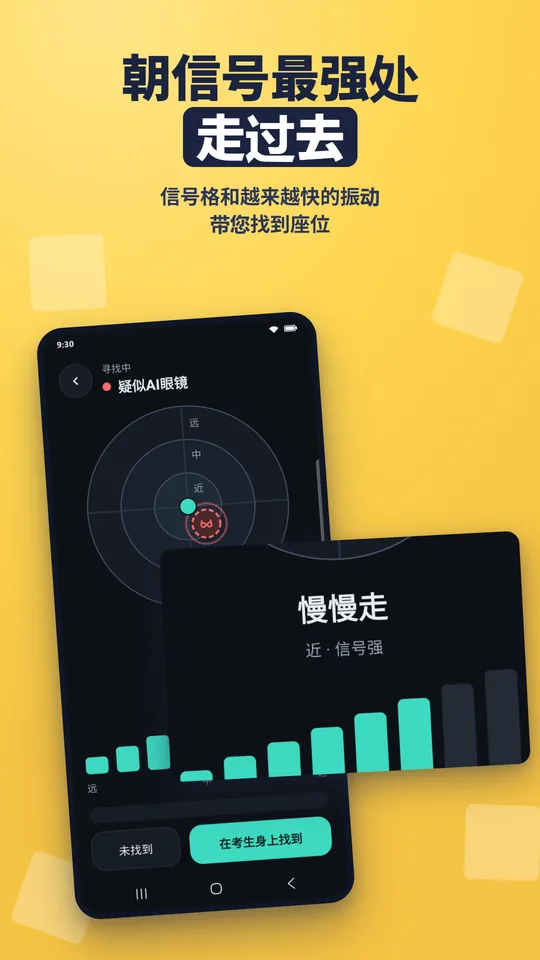 朝信号最强处
走过去
信号格和越来越快的振动
带您找到座位
9:30
寻找中
疑似AI眼镜
远
中
近
慢慢走
近 · 信号强
远
未找到
在考生身上找到